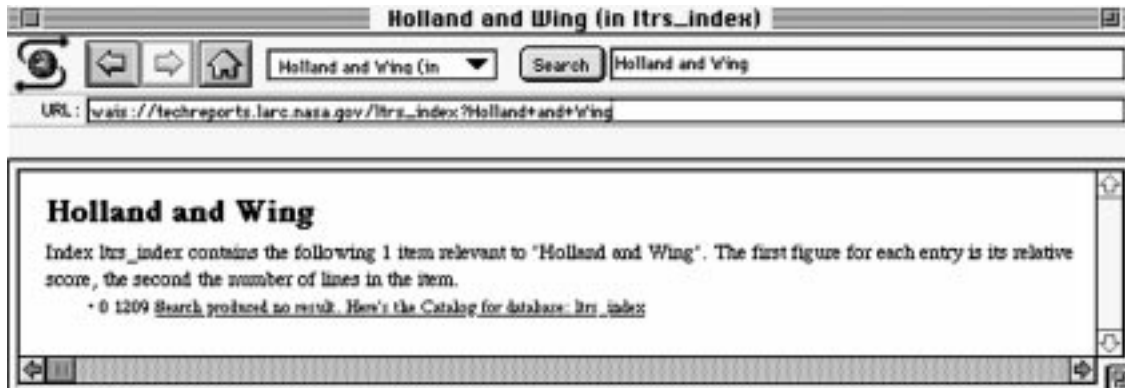 Holland and Wing (in ltrs_index)
Holland and Wing (in
Search
Holland and Wing
URL: wais://techreports.larc.nasa.gov/ltrs_index?Holland+and+Wing
Holland and Wing
Index ltrs_index contains the following 1 item relevant to "Holland and Wing". The first figure for each entry is its relative
score, the second the number of lines in the item.
• 0 1209 Search produced no result. Here's the Catalog for database: ltrs_index